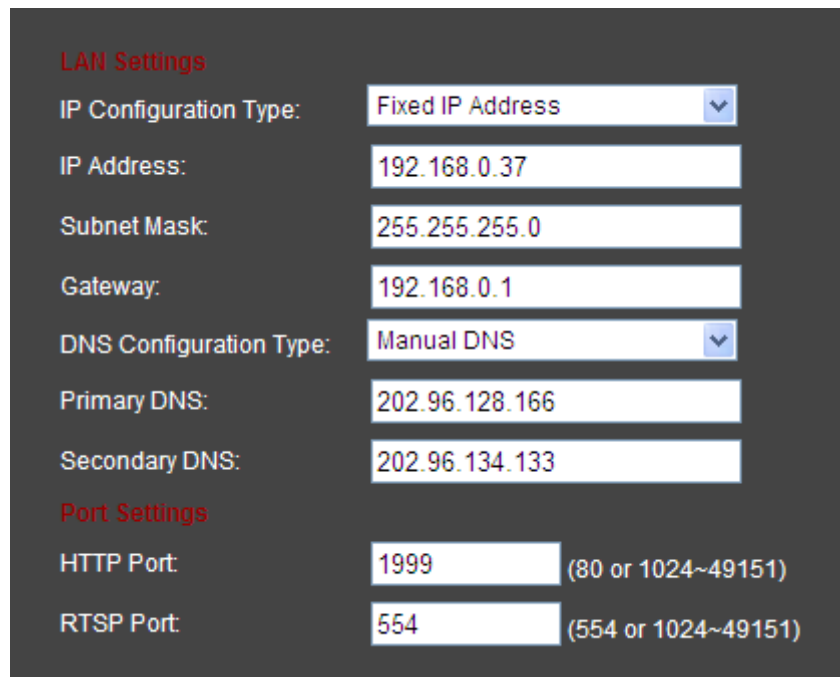 LAN Settings
IP Configuration Type: Fixed IP Address
IP Address: 192.168.0.37
Subnet Mask: 255.255.255.0
Gateway: 192.168.0.1
DNS Configuration Type: Manual DNS
Primary DNS: 202.96.128.166
Secondary DNS: 202.96.134.133
Port Settings
HTTP Port: 1999 (80 or 1024~49151)
RTSP Port: 554 (554 or 1024~49151)